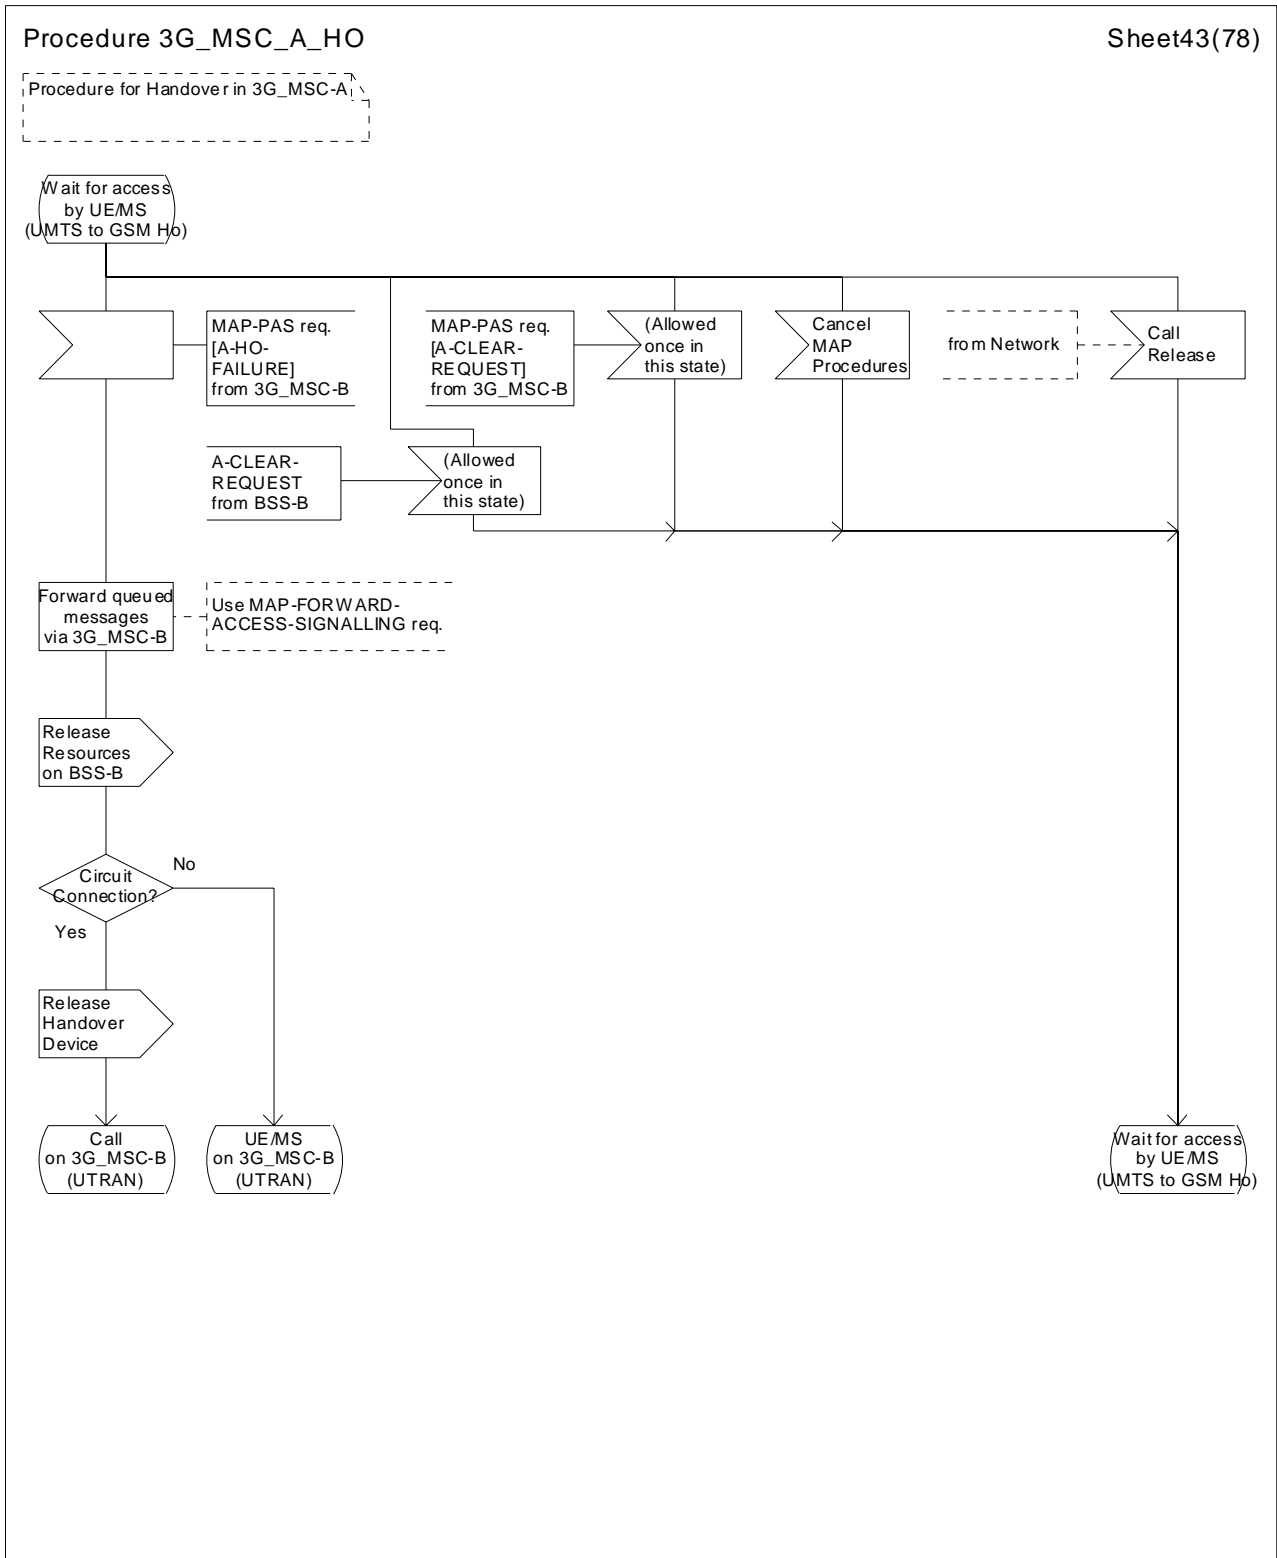 Procedure 3G_MSC_A_HO
Sheet43(78)
Procedure for Handover in 3G_MSC-A
Wait for access
by UE/MS
(UMTS to GSM Ho)
MAP-PAS req.
[A-HO-
FAILURE]
from 3G_MSC-B
MAP-PAS req.
[A-CLEAR-
REQUEST]
from 3G_MSC-B
(Allowed
once in
this state)
Cancel
MAP
Procedures
from Network
Call
Release
A-CLEAR-
REQUEST
from BSS-B
(Allowed
once in
this state)
Forward queued
messages
via 3G_MSC-B
Use MAP-FORWARD-
ACCESS-SIGNALLING req.
Release
Resources
on BSS-B
Circuit
Connection?
No
Yes
Release
Handover
Device
Call
on 3G_MSC-B
(UTRAN)
UE/MS
on 3G_MSC-B
(UTRAN)
Wait for access
by UE/MS
(UMTS to GSM Ho)